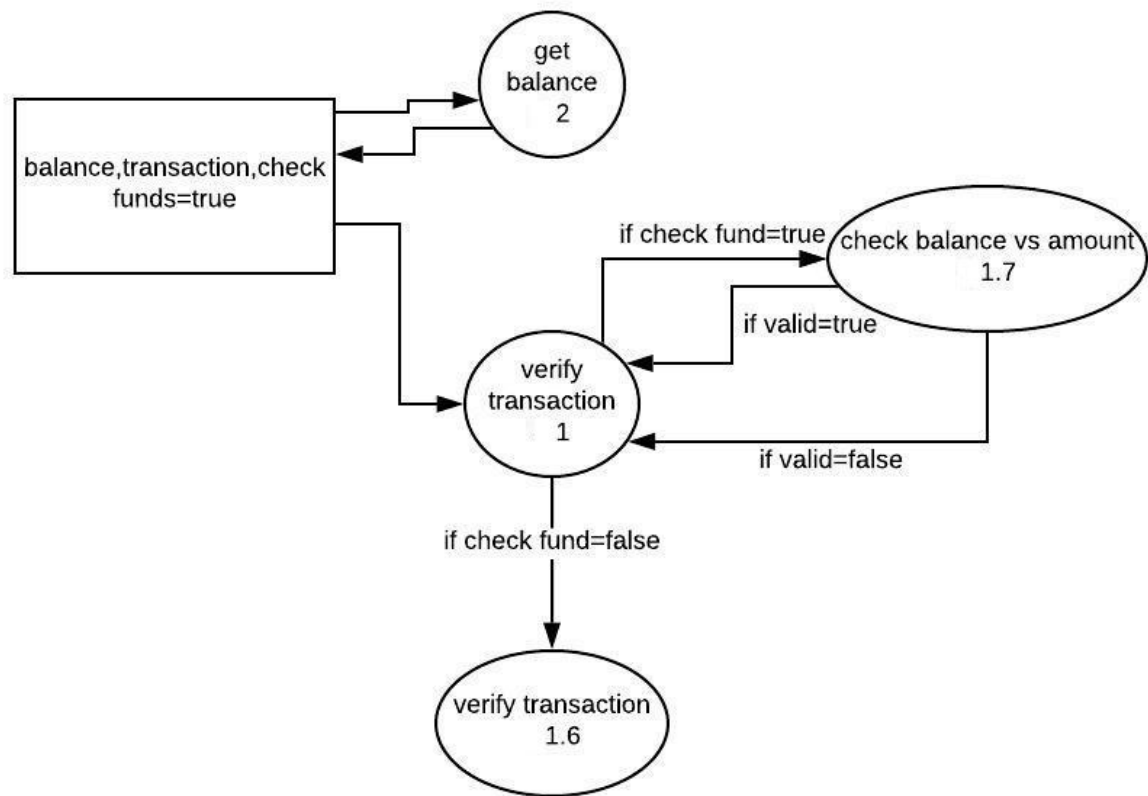 get
balance
2
balance,transaction,check
funds=true
if check fund=true
check balance vs amount
1.7
if valid=true
verify
transaction
1
if valid=false
if check fund=false
verify transaction
1.6